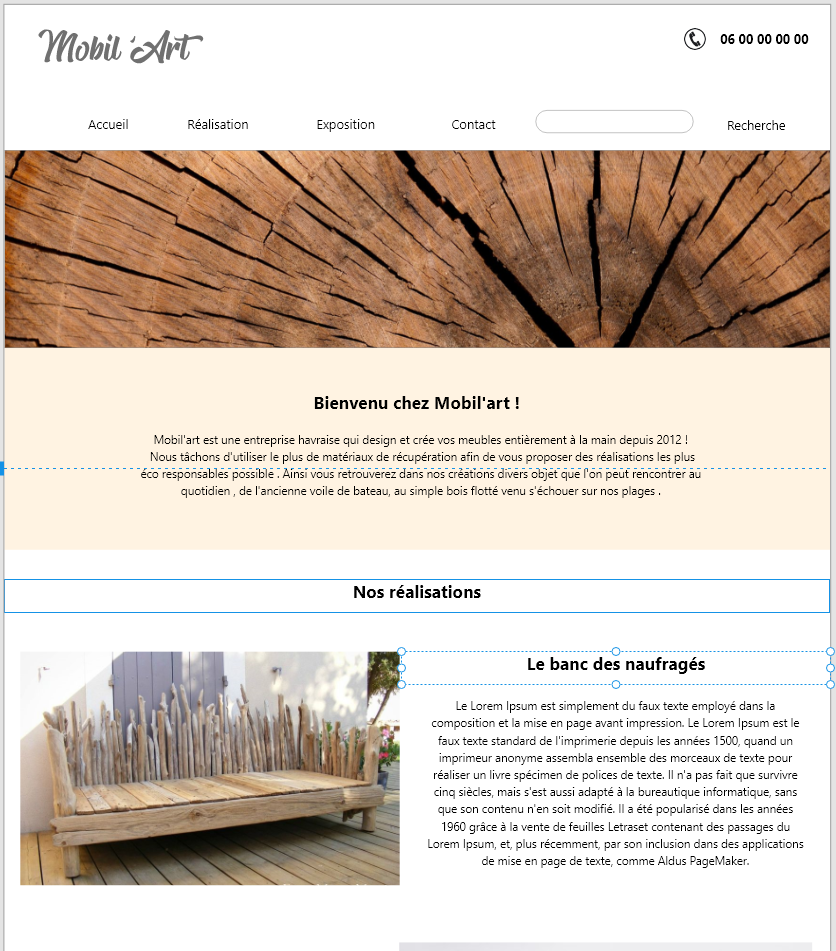 Mobil 'Art
06 00 00 00 00
Accueil Réalisation Exposition Contact Recherche
Bienvenu chez Mobil'art !
Mobil'art est une entreprise havraise qui design et crée vos meubles entièrement à la main depuis 2012 !
Nous tâchons d'utiliser le plus de matériaux de récupération afin de vous proposer des réalisations les plus
éco responsables possible . Ainsi vous retrouverez dans nos créations divers objet que l'on peut rencontrer au
quotidien , de l'ancienne voile de bateau, au simple bois flotté venu s'échouer sur nos plages .
Nos réalisations
Le banc des naufragés
Le Lorem Ipsum est simplement du faux texte employé dans la
composition et la mise en page avant impression. Le Lorem Ipsum est le
faux texte standard de l'imprimerie depuis les années 1500, quand un
imprimeur anonyme assembla ensemble des morceaux de texte pour
réaliser un livre spécimen de polices de texte. Il n'a pas fait que survivre
cinq siècles, mais s'est aussi adapté à la bureautique informatique, sans
que son contenu n'en soit modifié. Il a été popularisé dans les années
1960 grâce à la vente de feuilles Letraset contenant des passages du
Lorem Ipsum, et, plus récemment, par son inclusion dans des applications
de mise en page de texte, comme Aldus PageMaker.